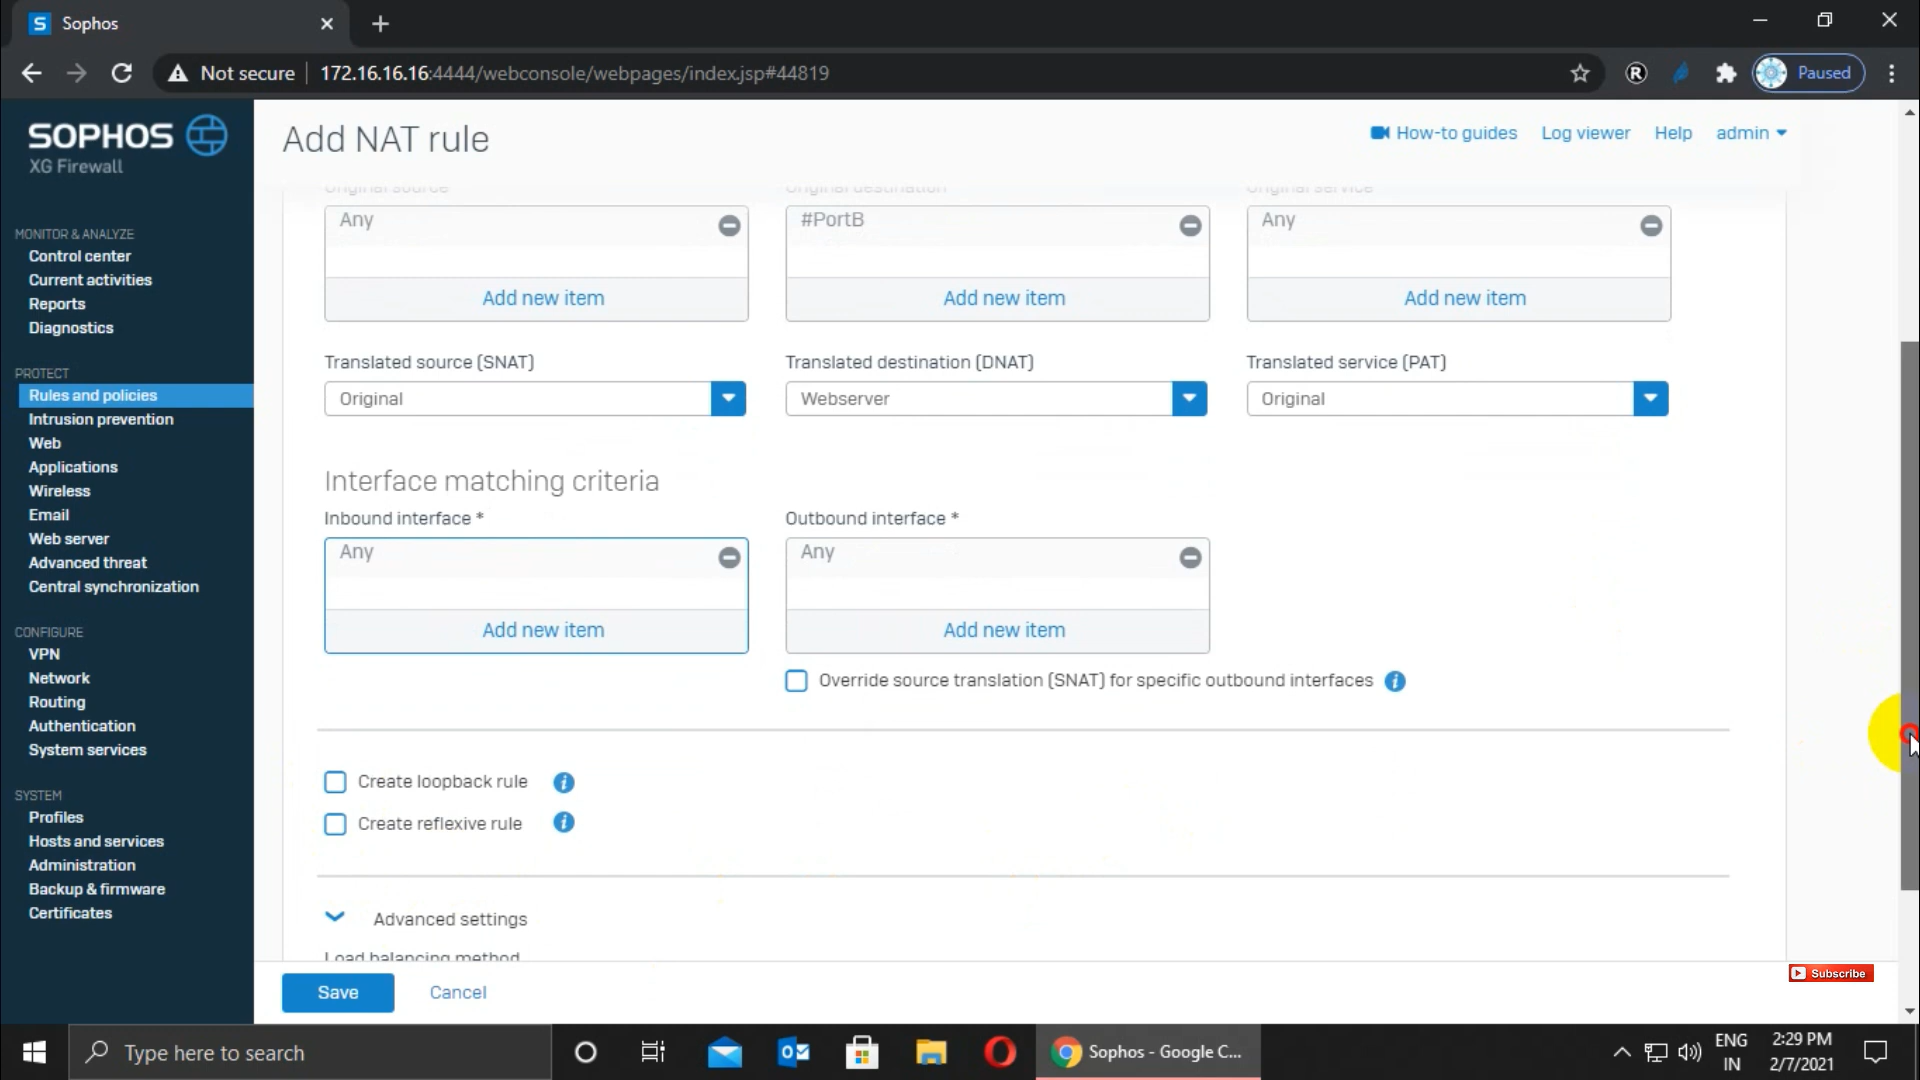 S Sophos
Not secure 172.16.16.16:4444/webconsole/webpages/index.jsp#44819
R
Paused
SOPHOS
XG Firewall
Add NAT rule
How-to guides
Log viewer
Help
admin
MONITOR & ANALYZE
Control center
Current activities
Reports
Diagnostics
PROTECT
Rules and policies
Intrusion prevention
Web
Applications
Wireless
Email
Web server
Advanced threat
Central synchronization
CONFIGURE
VPN
Network
Routing
Authentication
System services
SYSTEM
Profiles
Hosts and services
Administration
Backup & firmware
Certificates
Original source
Original destination
Original service
Any
#PortB
Any
Add new item
Add new item
Add new item
Translated source (SNAT)
Translated destination (DNAT)
Translated service (PAT)
Original
Webserver
Original
Interface matching criteria
Inbound interface *
Outbound interface *
Any
Any
Add new item
Add new item
Override source translation (SNAT) for specific outbound interfaces
Create loopback rule
Create reflexive rule
Advanced settings
Load balancing method
Save
Cancel
Subscribe
Type here to search
Sophos - Google C...
ENG
IN
2:29 PM
2/7/2021